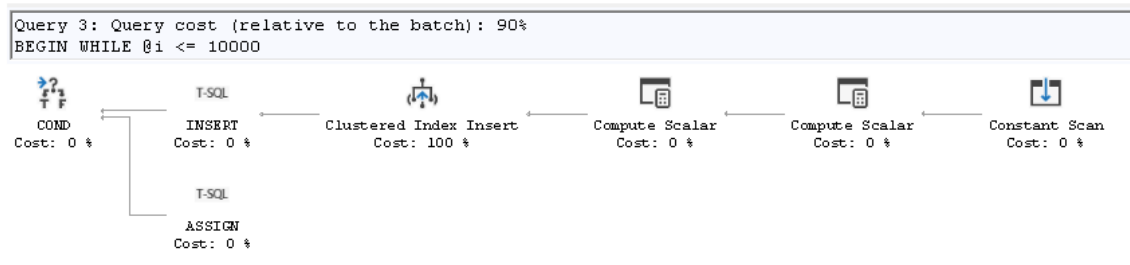 Query 3: Query cost (relative to the batch): 90%
BEGIN WHILE @i <= 10000
T-SQL
T F
COND INSERT Clustered Index Insert Compute Scalar Compute Scalar Constant Scan
Cost: 0 % Cost: 0 % Cost: 100 % Cost: 0 % Cost: 0 % Cost: 0 %
T-SQL
ASSIGN
Cost: 0 %